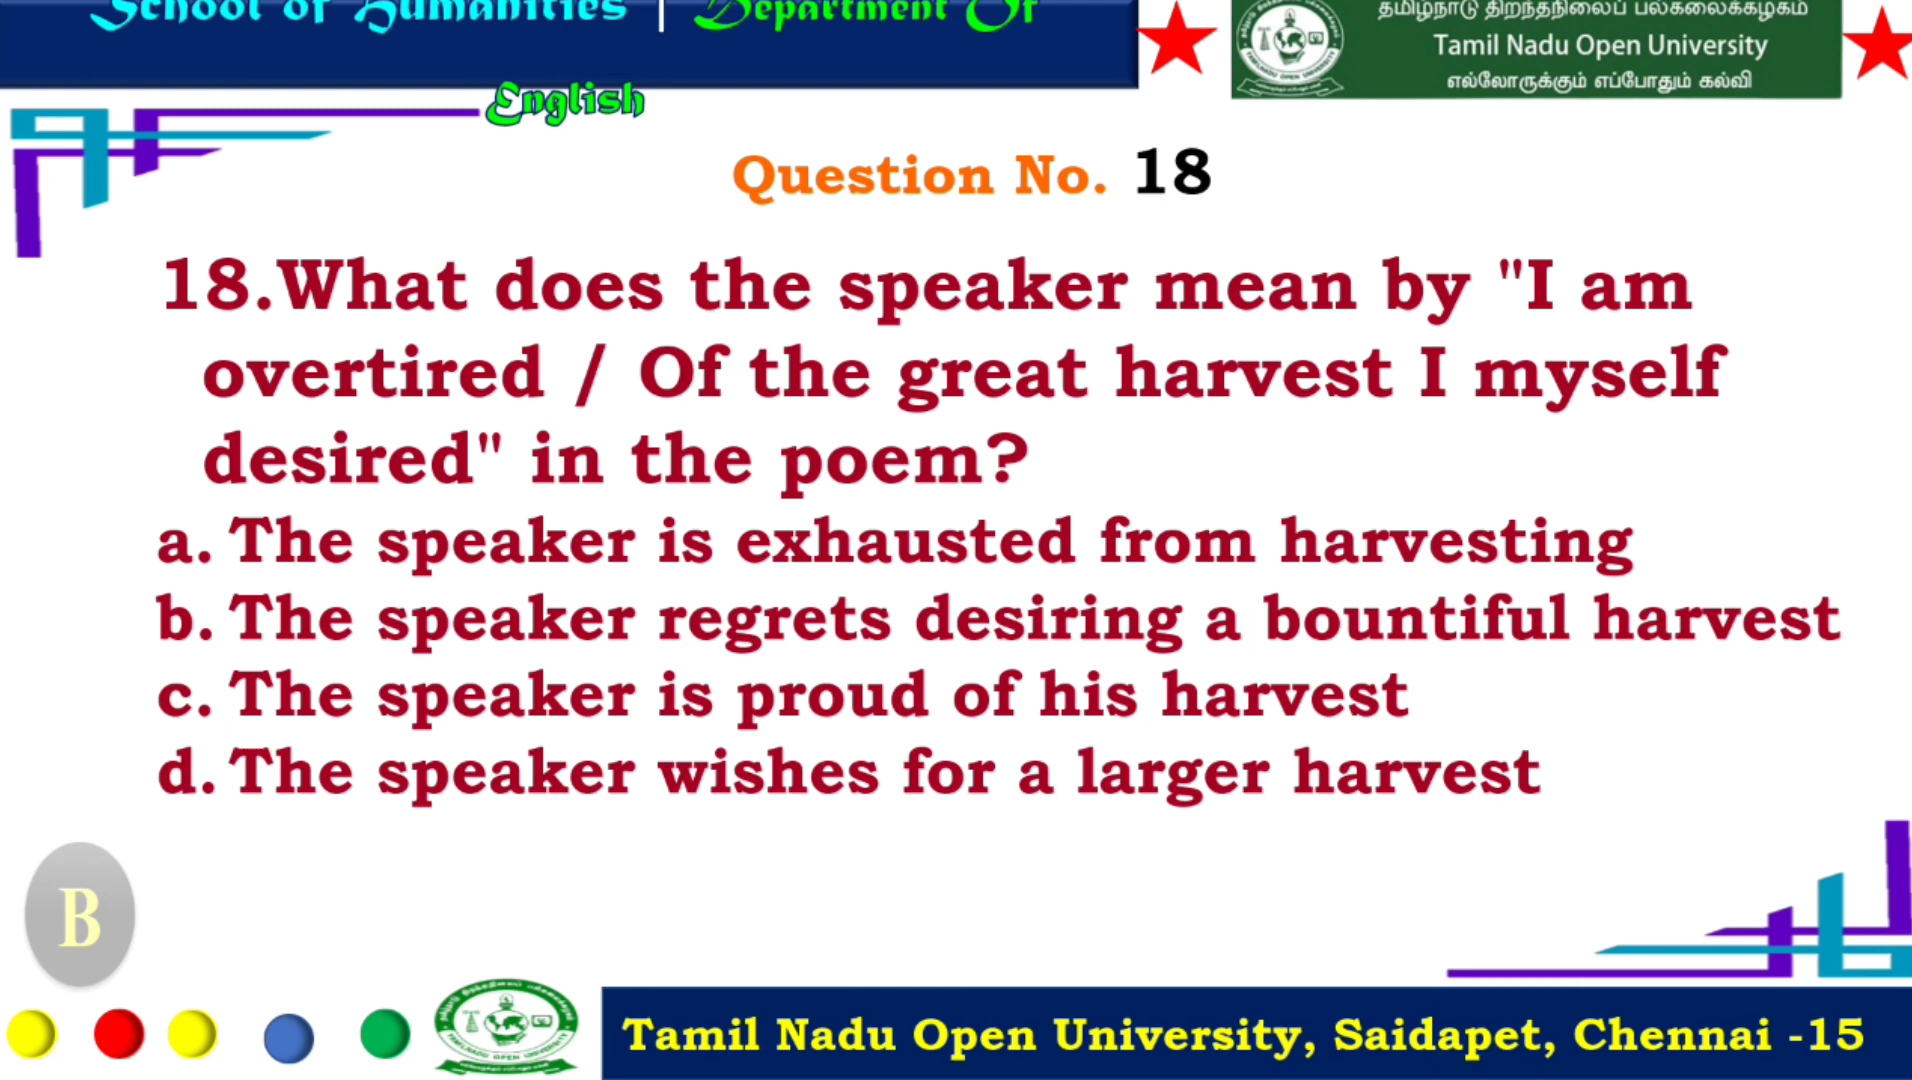 School of Humanities | Department Of
English
தமிழ்நாடு திறந்தநிலைப் பல்கலைக்கழகம்
Tamil Nadu Open University
எல்லோருக்கும் எப்போதும் கல்வி
Question No. 18
18.What does the speaker mean by "I am
overtired / Of the great harvest I myself
desired" in the poem?
a. The speaker is exhausted from harvesting
b. The speaker regrets desiring a bountiful harvest
c. The speaker is proud of his harvest
d. The speaker wishes for a larger harvest
B
Tamil Nadu Open University, Saidapet, Chennai -15